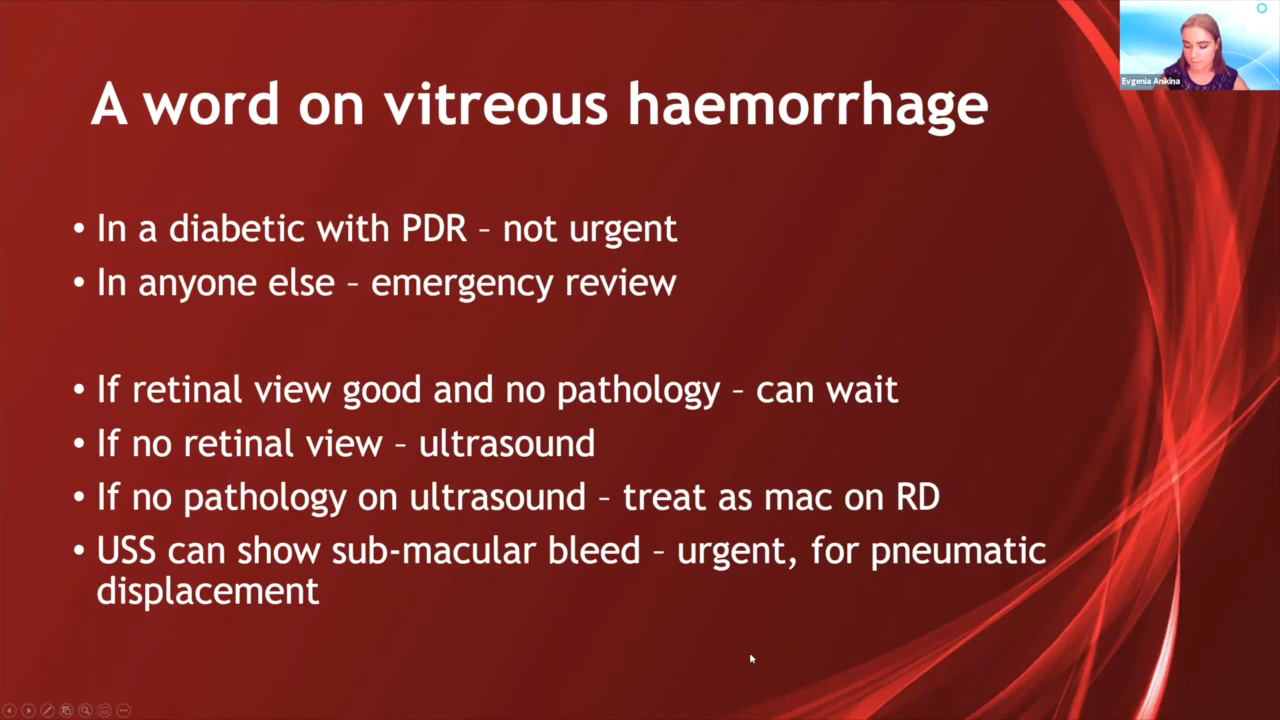 Evgenia Anikina
A word on vitreous haemorrhage
• In a diabetic with PDR – not urgent
• In anyone else – emergency review
• If retinal view good and no pathology – can wait
• If no retinal view – ultrasound
• If no pathology on ultrasound – treat as mac on RD
• USS can show sub-macular bleed – urgent, for pneumatic
displacement